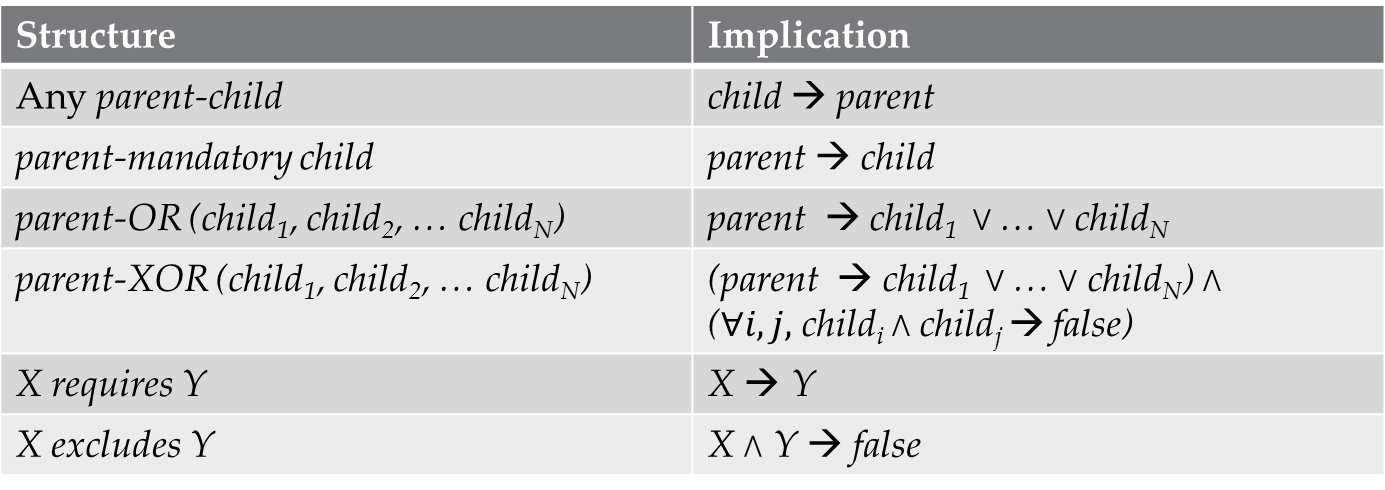 Structure Implication
Any parent-child child → parent
parent-mandatory child parent → child
parent-OR (child1, child2, … childN) parent → child1 ∨ … ∨ childN
parent-XOR (child1, child2, … childN) (parent → child1 ∨ … ∨ childN) ∧
(∀i, j, childi ∧ childj → false)
X requires Y X → Y
X excludes Y X ∧ Y → false